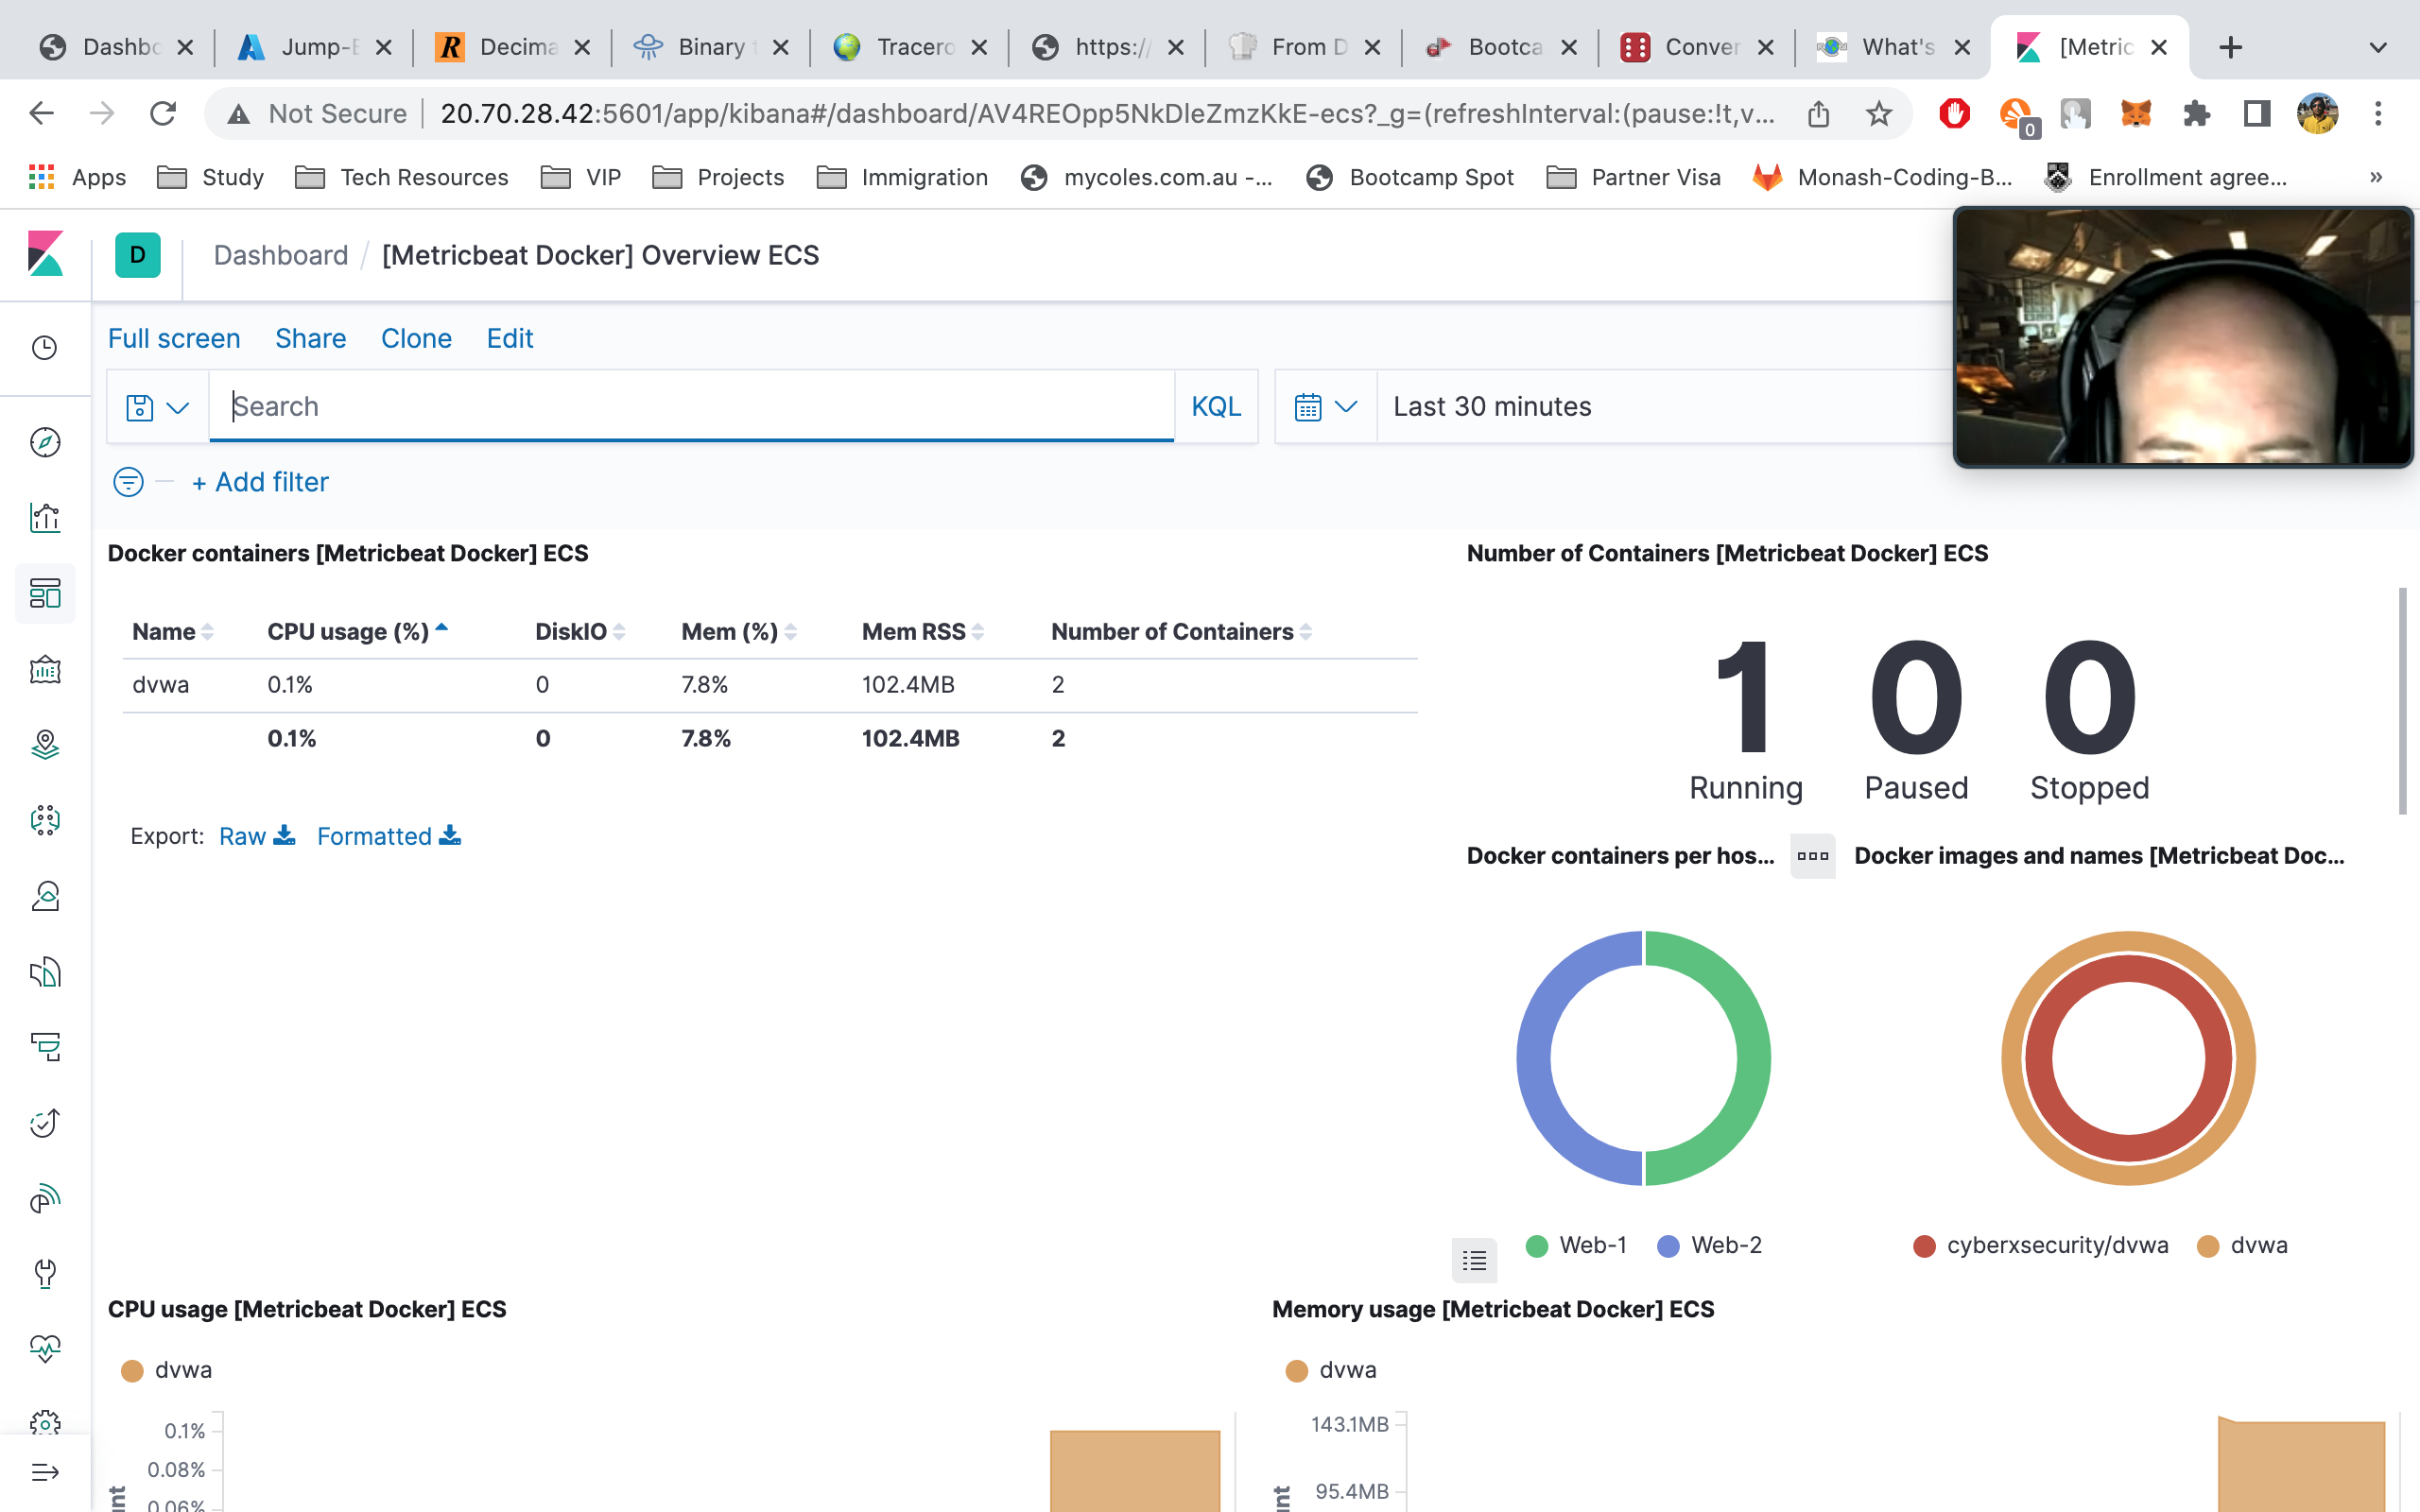 Dashbo Jump-B Decima Binary t Tracero https:// From D Bootca Conver What's [Metric
Not Secure 20.70.28.42:5601/app/kibana#/dashboard/AV4REOpp5NkDleZmzKkE-ecs?_g=(refreshInterval:(pause:!t,v... 0
Apps Study Tech Resources VIP Projects Immigration mycoles.com.au -... Bootcamp Spot Partner Visa Monash-Coding-B... Enrollment agree... »
D Dashboard / [Metricbeat Docker] Overview ECS
Full screen Share Clone Edit
Search KQL Last 30 minutes
+ Add filter
Docker containers [Metricbeat Docker] ECS
Name CPU usage (%) DiskIO Mem (%) Mem RSS Number of Containers
dvwa 0.1% 0 7.8% 102.4MB 2
0.1% 0 7.8% 102.4MB 2
Export: Raw Formatted
Number of Containers [Metricbeat Docker] ECS
1 0 0
Running Paused Stopped
Docker containers per hos...
Web-1 Web-2
Docker images and names [Metricbeat Doc...
cyberxsecurity/dvwa dvwa
CPU usage [Metricbeat Docker] ECS
dvwa
0.1%
0.08%
0.06%
Memory usage [Metricbeat Docker] ECS
dvwa
143.1MB
95.4MB